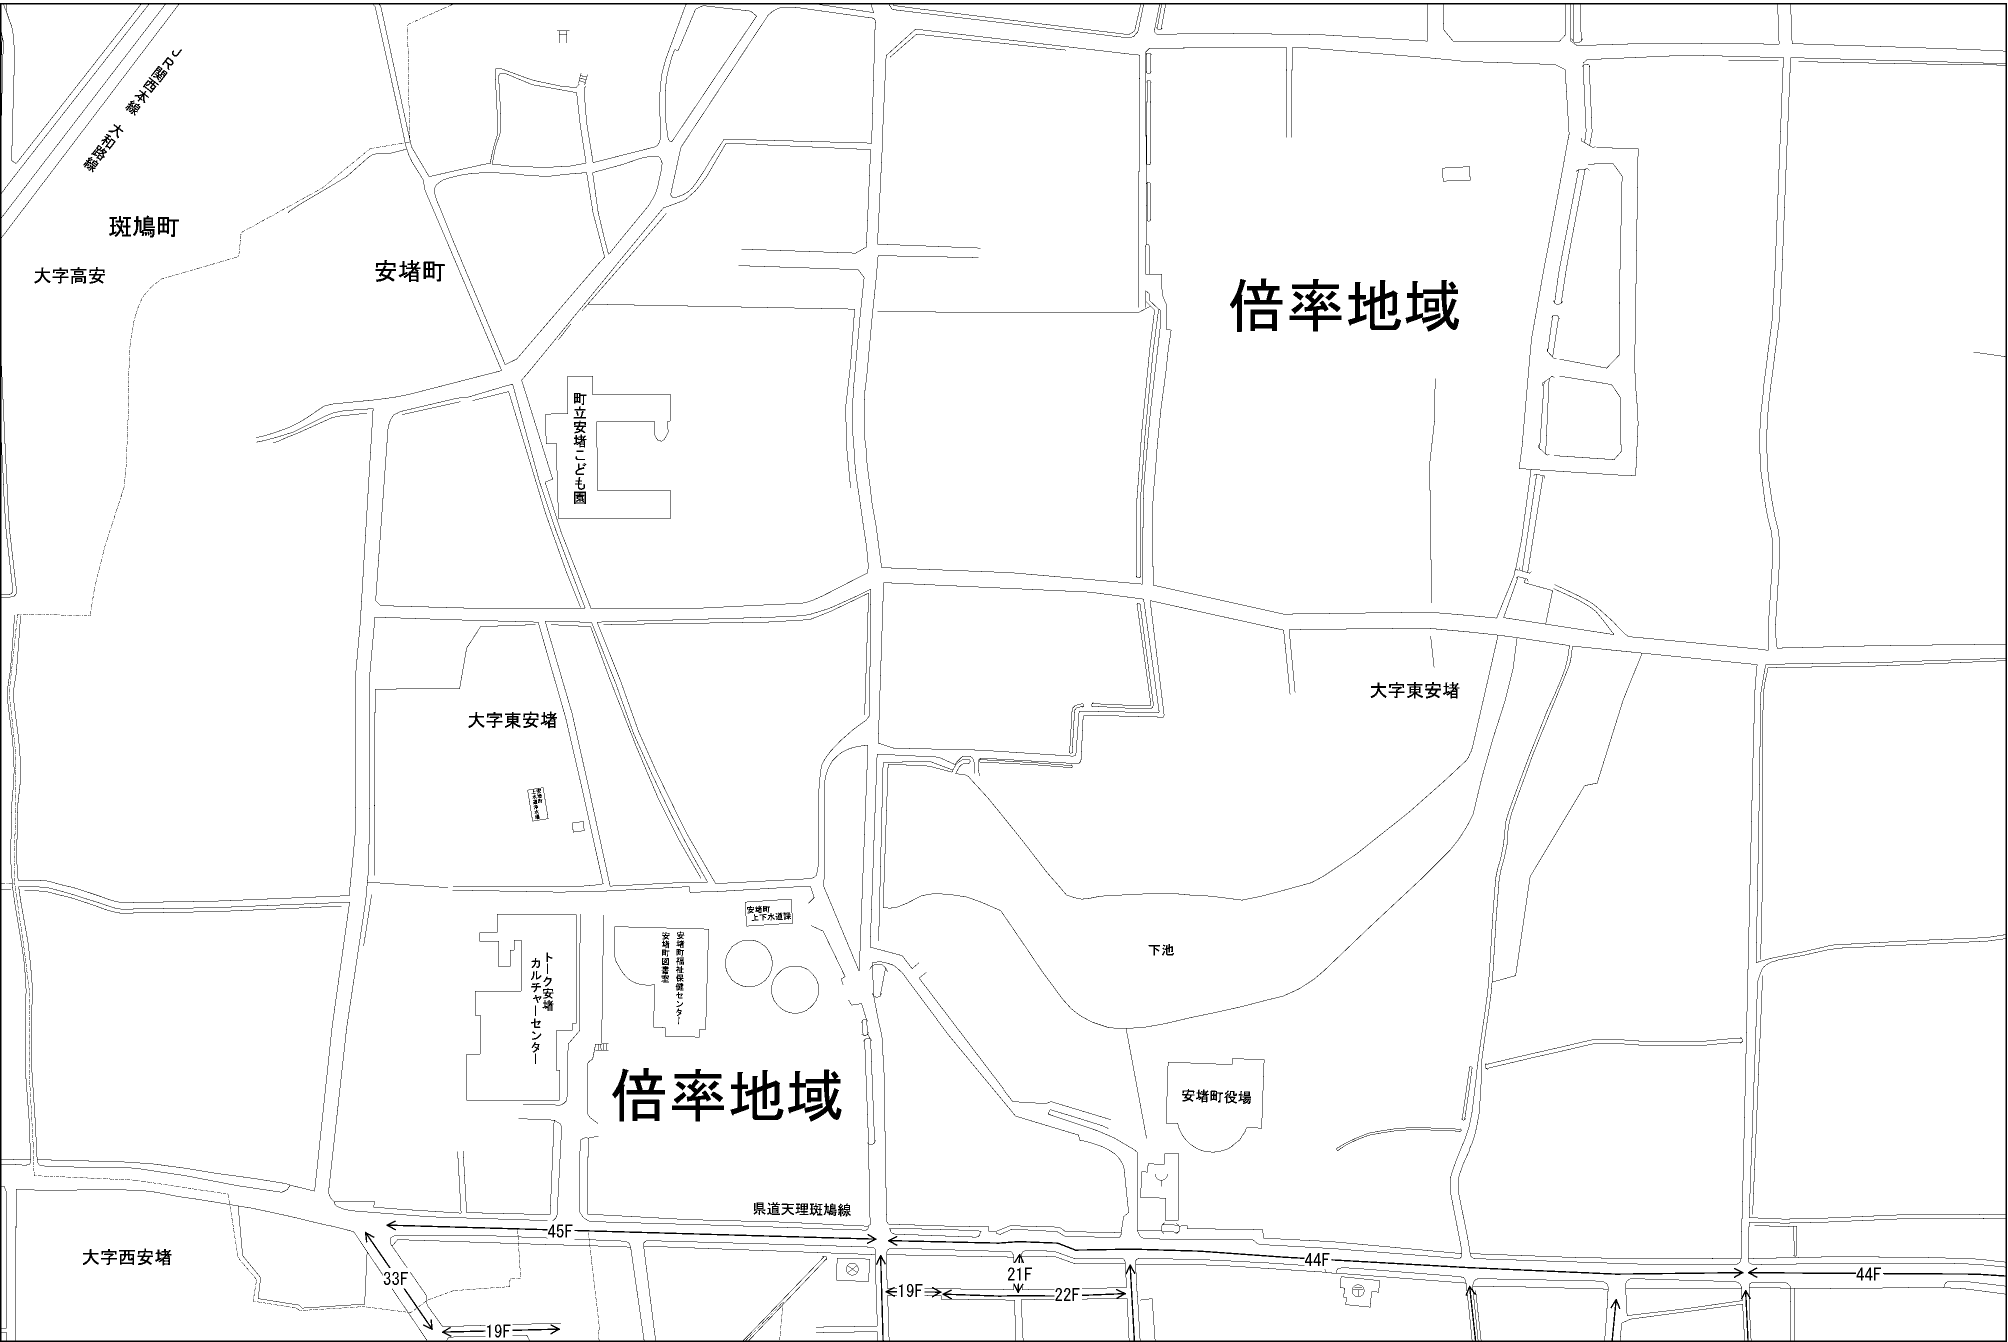 JR関西本線　大和路線
斑鳩町
大字高安
安堵町
倍率地域
町立安堵こども園
大字東安堵
大字東安堵
安堵町
上下水道課
トーク安堵
カルチャーセンター
安堵町福祉保健センター
安堵町図書室
下池
倍率地域
安堵町役場
県道天理斑鳩線
大字西安堵
45F
44F
44F
33F
21F
19F
22F
19F